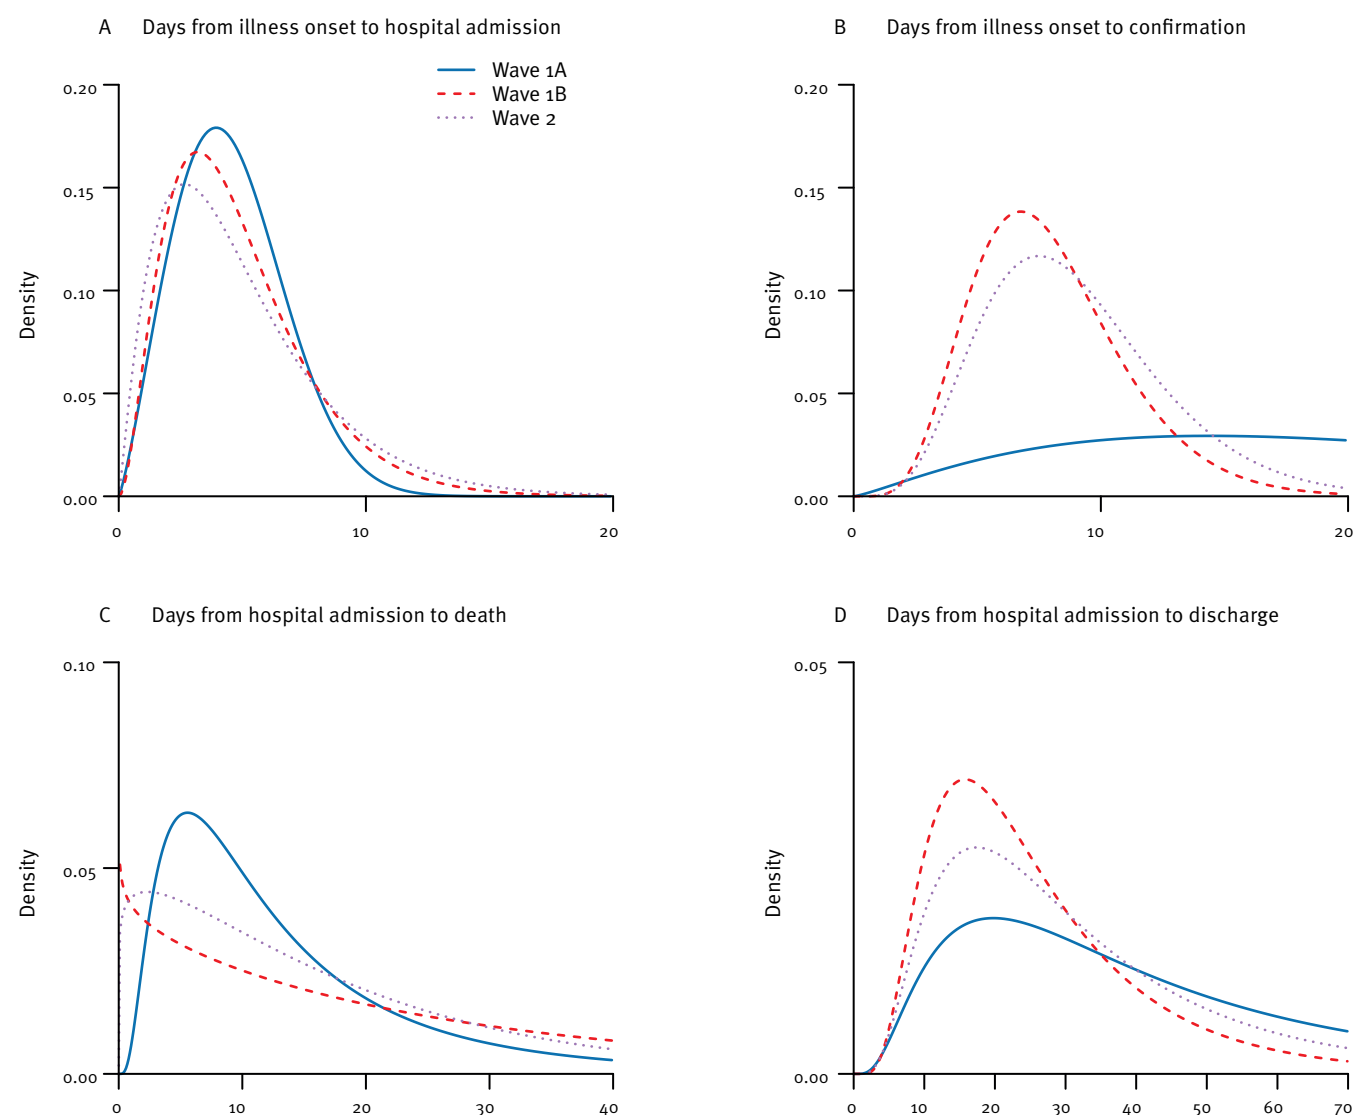 A Days from illness onset to hospital admission
Wave 1A
Wave 1B
Wave 2
0.20
0.15
0.10
0.05
0.00
Density
0 10 20
B Days from illness onset to confirmation
0.20
0.15
0.10
0.05
0.00
Density
0 10 20
C Days from hospital admission to death
0.10
0.05
0.00
Density
0 10 20 30 40
D Days from hospital admission to discharge
0.05
0.00
Density
0 10 20 30 40 50 60 70